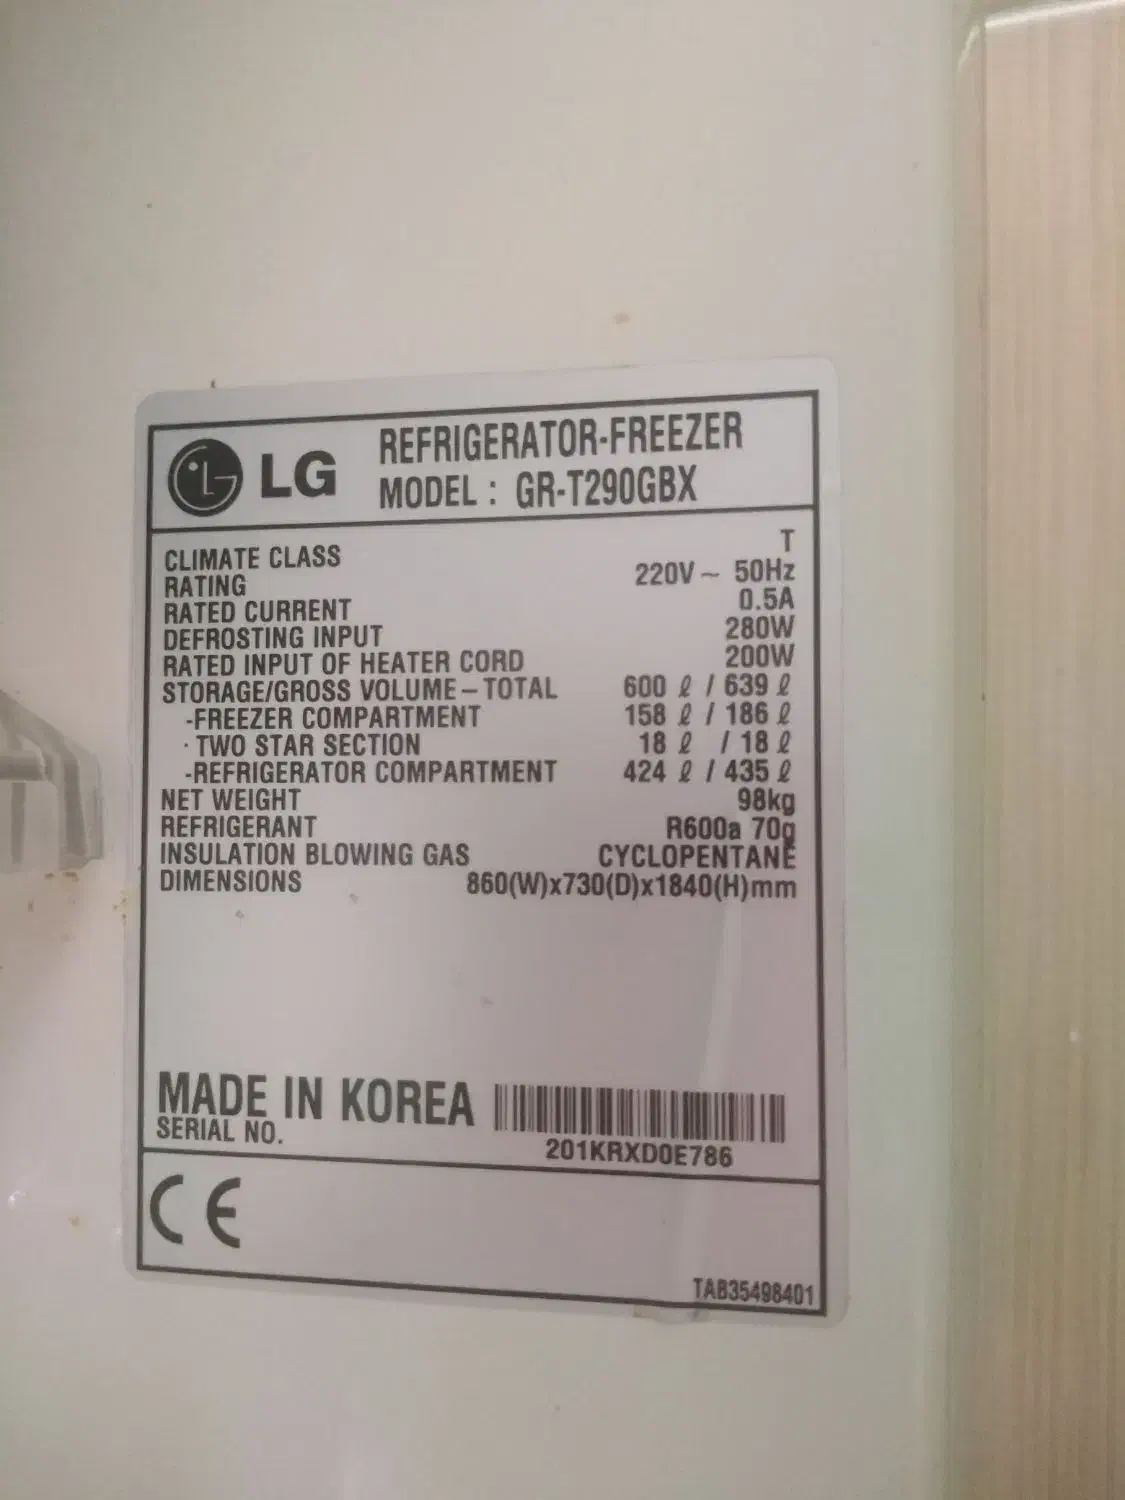 LG REFRIGERATOR-FREEZER
MODEL : GR-T290GBX
CLIMATE CLASS T
RATING 220V ~ 50Hz
RATED CURRENT 0.5A
DEFROSTING INPUT 280W
RATED INPUT OF HEATER CORD 200W
STORAGE/GROSS VOLUME – TOTAL 600 ℓ / 639 ℓ
-FREEZER COMPARTMENT 158 ℓ / 186 ℓ
· TWO STAR SECTION 18 ℓ / 18 ℓ
-REFRIGERATOR COMPARTMENT 424 ℓ / 435 ℓ
NET WEIGHT 98kg
REFRIGERANT R600a 70g
INSULATION BLOWING GAS CYCLOPENTANE
DIMENSIONS 860(W)x730(D)x1840(H)mm
MADE IN KOREA
SERIAL NO. 201KRXD0E786
CE
TAB35498401